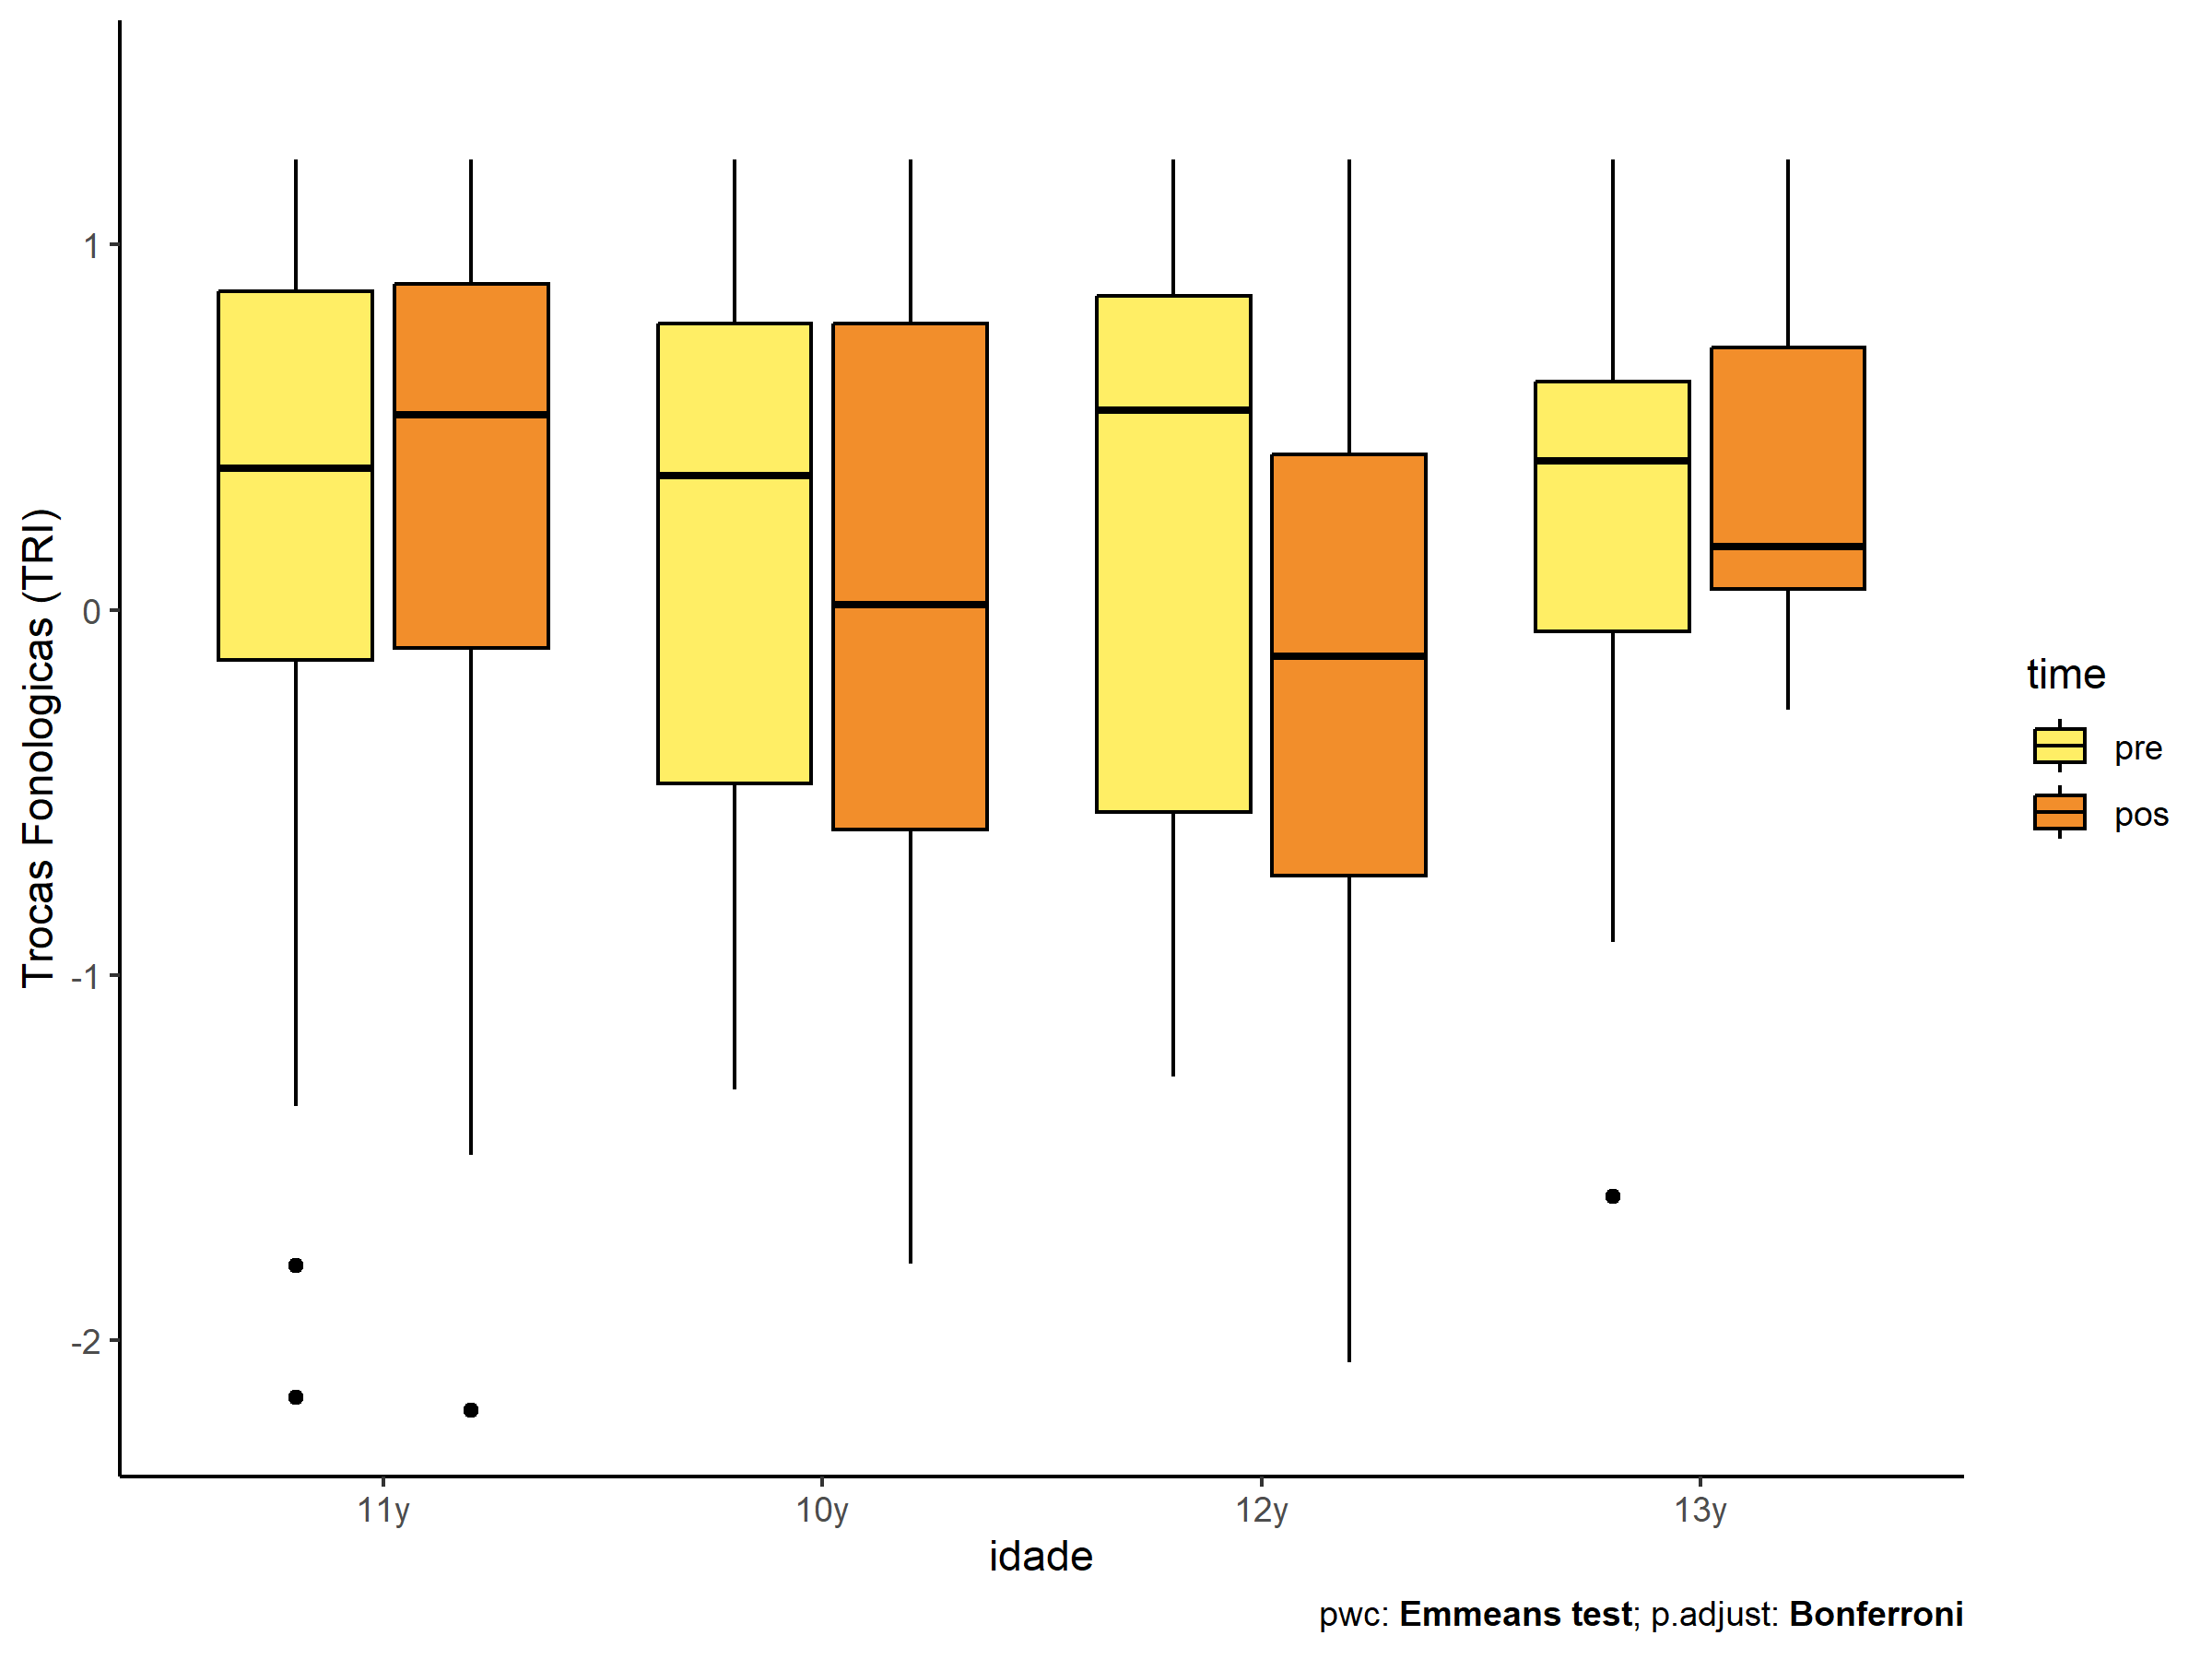 Trocas Fonologicas (TRI)
1
0
-1
-2
11y
10y
12y
13y
idade
time
pre
pos
pwc: Emmeans test; p.adjust: Bonferroni